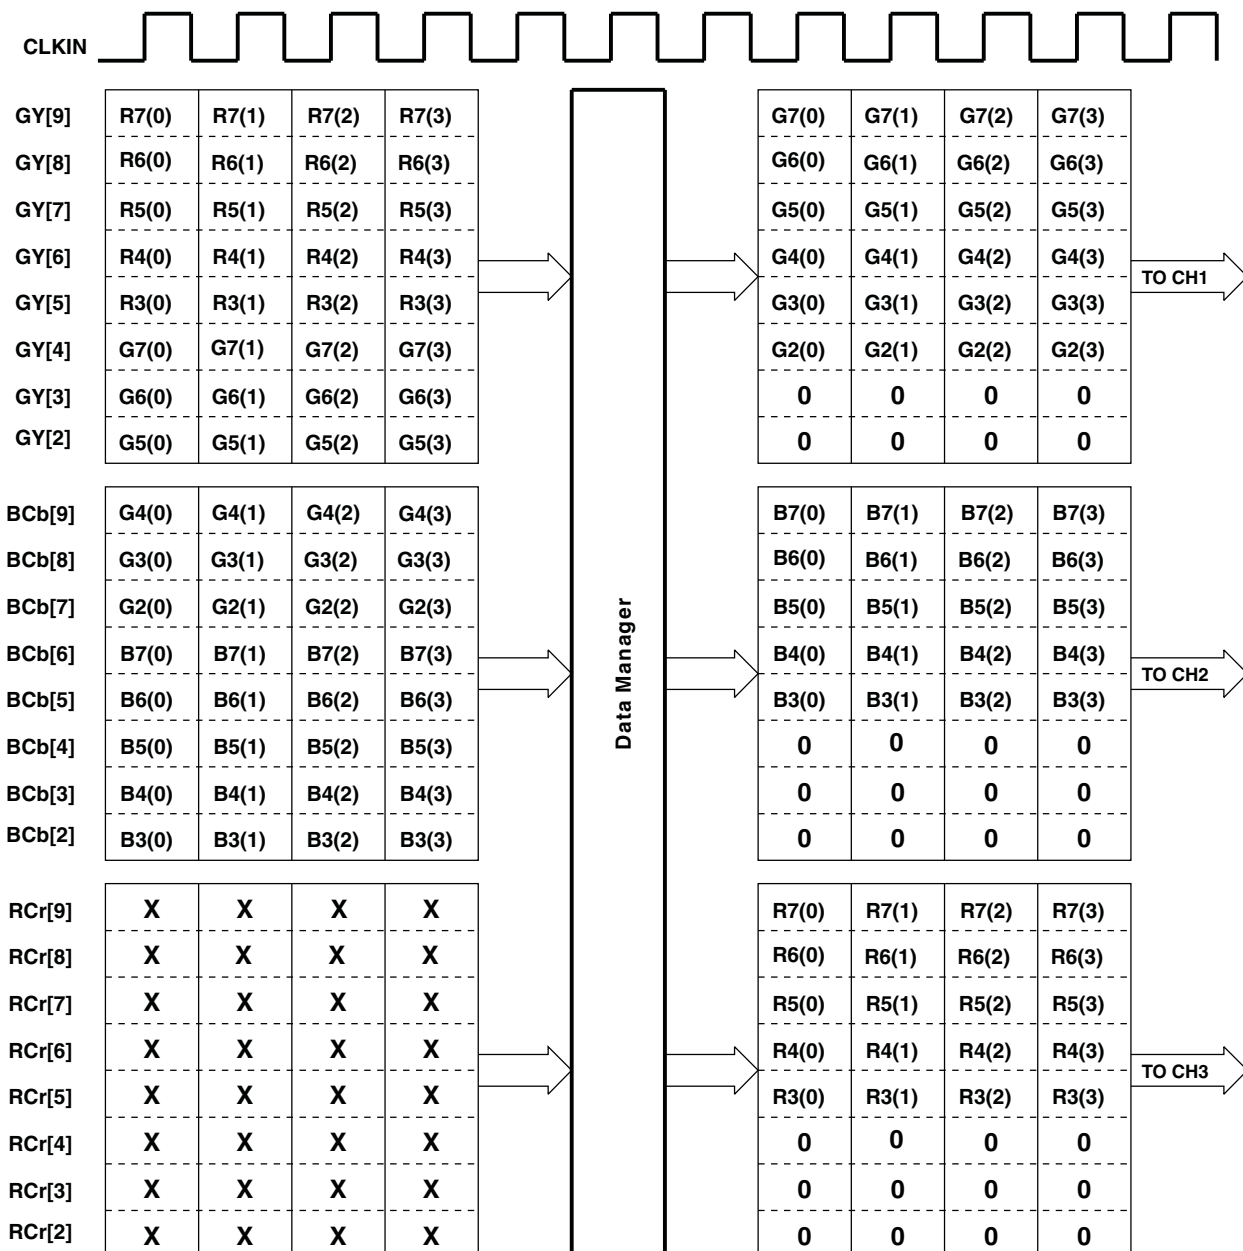 CLKIN
GY[9] R7(0) R7(1) R7(2) R7(3) G7(0) G7(1) G7(2) G7(3)
GY[8] R6(0) R6(1) R6(2) R6(3) G6(0) G6(1) G6(2) G6(3)
GY[7] R5(0) R5(1) R5(2) R5(3) G5(0) G5(1) G5(2) G5(3)
GY[6] R4(0) R4(1) R4(2) R4(3) G4(0) G4(1) G4(2) G4(3)
TO CH1
GY[5] R3(0) R3(1) R3(2) R3(3) G3(0) G3(1) G3(2) G3(3)
GY[4] G7(0) G7(1) G7(2) G7(3) G2(0) G2(1) G2(2) G2(3)
GY[3] G6(0) G6(1) G6(2) G6(3) 0 0 0 0
GY[2] G5(0) G5(1) G5(2) G5(3) 0 0 0 0
BCb[9] G4(0) G4(1) G4(2) G4(3) B7(0) B7(1) B7(2) B7(3)
BCb[8] G3(0) G3(1) G3(2) G3(3) B6(0) B6(1) B6(2) B6(3)
BCb[7] G2(0) G2(1) G2(2) G2(3) B5(0) B5(1) B5(2) B5(3)
BCb[6] B7(0) B7(1) B7(2) B7(3) B4(0) B4(1) B4(2) B4(3)
Data Manager
TO CH2
BCb[5] B6(0) B6(1) B6(2) B6(3) B3(0) B3(1) B3(2) B3(3)
BCb[4] B5(0) B5(1) B5(2) B5(3) 0 0 0 0
BCb[3] B4(0) B4(1) B4(2) B4(3) 0 0 0 0
BCb[2] B3(0) B3(1) B3(2) B3(3) 0 0 0 0
RCr[9] X X X X R7(0) R7(1) R7(2) R7(3)
RCr[8] X X X X R6(0) R6(1) R6(2) R6(3)
RCr[7] X X X X R5(0) R5(1) R5(2) R5(3)
RCr[6] X X X X R4(0) R4(1) R4(2) R4(3)
TO CH3
RCr[5] X X X X R3(0) R3(1) R3(2) R3(3)
RCr[4] X X X X 0 0 0 0
RCr[3] X X X X 0 0 0 0
RCr[2] X X X X 0 0 0 0